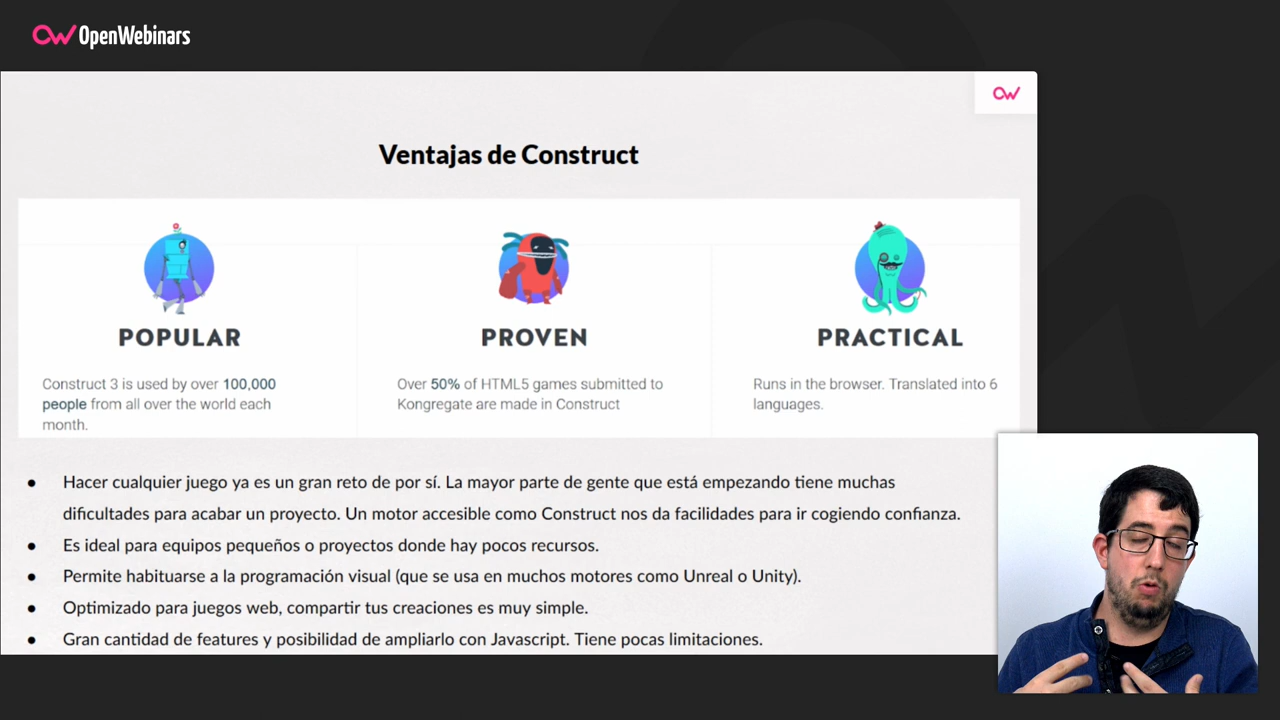 OpenWebinars
Ventajas de Construct
POPULAR
Construct 3 is used by over 100,000
people from all over the world each
month.
PROVEN
Over 50% of HTML5 games submitted to
Kongregate are made in Construct
PRACTICAL
Runs in the browser. Translated into 6
languages.
● Hacer cualquier juego ya es un gran reto de por sí. La mayor parte de gente que está empezando tiene muchas
dificultades para acabar un proyecto. Un motor accesible como Construct nos da facilidades para ir cogiendo confianza.
● Es ideal para equipos pequeños o proyectos donde hay pocos recursos.
● Permite habituarse a la programación visual (que se usa en muchos motores como Unreal o Unity).
● Optimizado para juegos web, compartir tus creaciones es muy simple.
● Gran cantidad de features y posibilidad de ampliarlo con Javascript. Tiene pocas limitaciones.